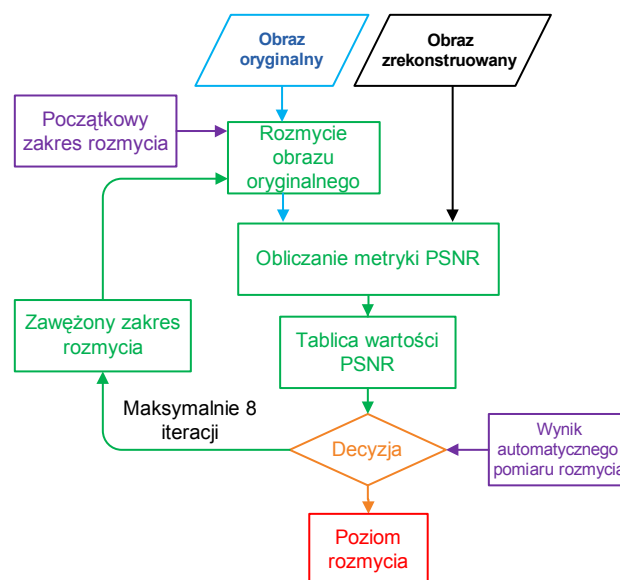 Obraz
oryginalny
Obraz
zrekonstruowany
Początkowy
zakres rozmycia
Rozmycie
obrazu
oryginalnego
Obliczanie metryki PSNR
Zawężony zakres
rozmycia
Tablica wartości
PSNR
Maksymalnie 8
iteracji
Decyzja
Wynik
automatycznego
pomiaru rozmycia
Poziom
rozmycia